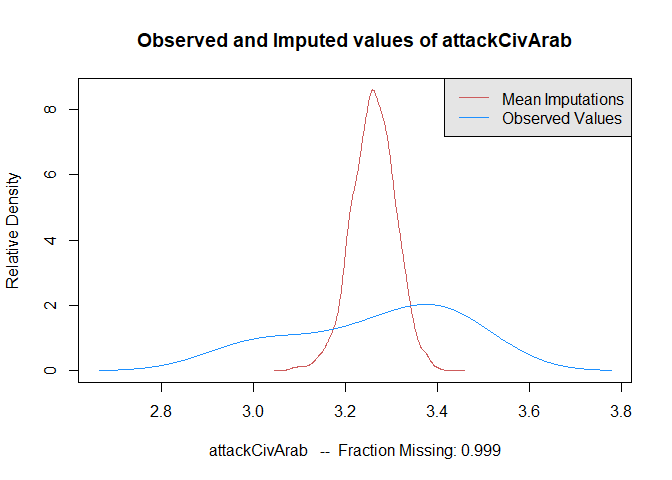 Observed and Imputed values of attackCivArab
Mean Imputations
Observed Values
Relative Density
8
6
4
2
0
2.8 3.0 3.2 3.4 3.6 3.8
attackCivArab -- Fraction Missing: 0.999